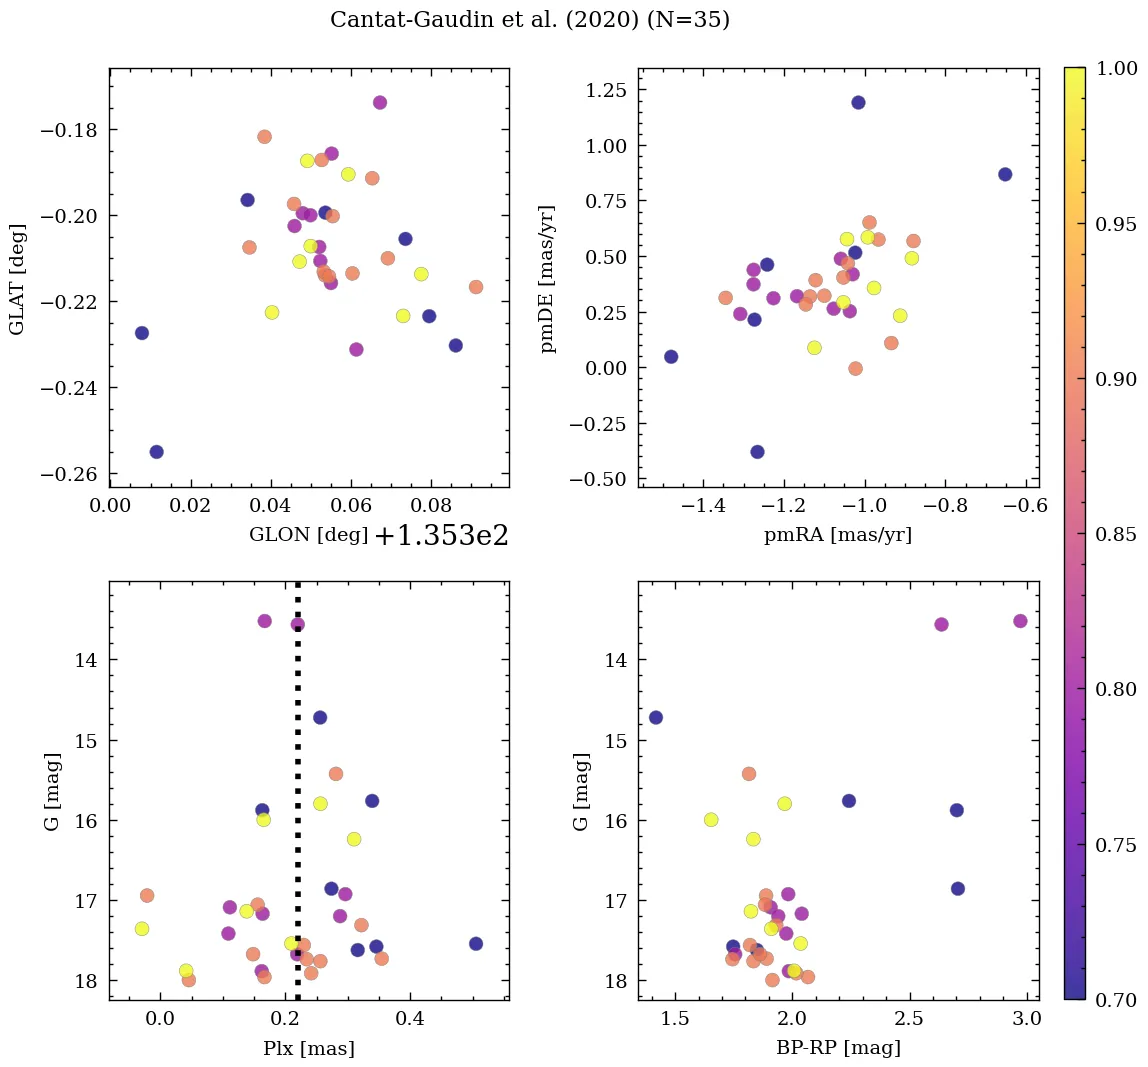 Cantat-Gaudin et al. (2020) (N=35)
GLAT [deg]
−0.18
−0.20
−0.22
−0.24
−0.26
0.00 0.02 0.04 0.06 0.08
GLON [deg] +1.353e2
pmDE [mas/yr]
1.25
1.00
0.75
0.50
0.25
0.00
−0.25
−0.50
−1.4 −1.2 −1.0 −0.8 −0.6
pmRA [mas/yr]
G [mag]
14
15
16
17
18
0.0 0.2 0.4
Plx [mas]
G [mag]
14
15
16
17
18
1.5 2.0 2.5 3.0
BP-RP [mag]
1.00
0.95
0.90
0.85
0.80
0.75
0.70